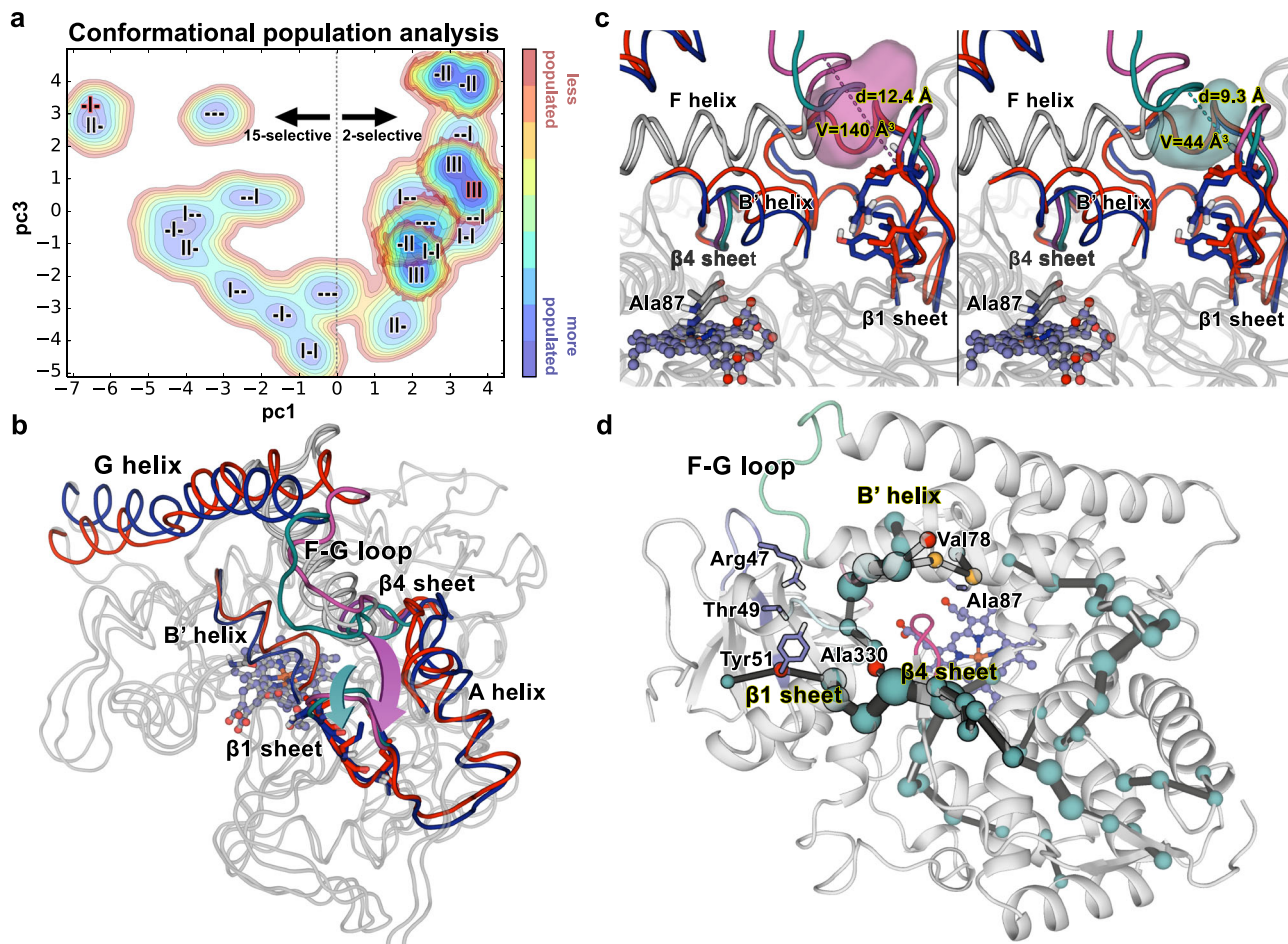 a
Conformational population analysis
4
3
2
1
0
−1
−2
−3
−4
−5
pc3
−7 −6 −5 −4 −3 −2 −1 0 1 2 3 4
pc1
-I-
II-
---
15-selective
2-selective
-II
-II
--I
III
III
I--
---
--I
I-I
-II
I-I
III
--I
I--
-I-
II-
I--
---
-I-
I-I
II-
less
populated
more
populated
b
G helix
F-G loop
β4 sheet
B' helix
A helix
β1 sheet
c
F helix
d=12.4 Å
V=140 Å³
B' helix
β4 sheet
Ala87
β1 sheet
F helix
d=9.3 Å
V=44 Å³
B' helix
β4 sheet
Ala87
β1 sheet
d
F-G loop
B' helix
Val78
Arg47
Ala87
Thr49
Tyr51
Ala330
β4 sheet
β1 sheet